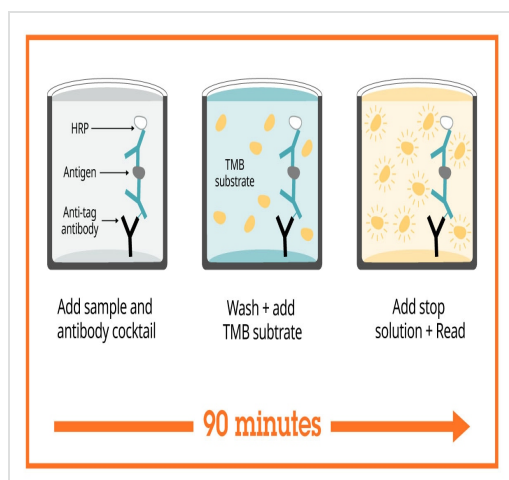 HRP
Antigen
Anti-tag
antibody
TMB
substrate
Add sample and
antibody cocktail
Wash + add
TMB subtrate
Add stop
solution + Read
90 minutes